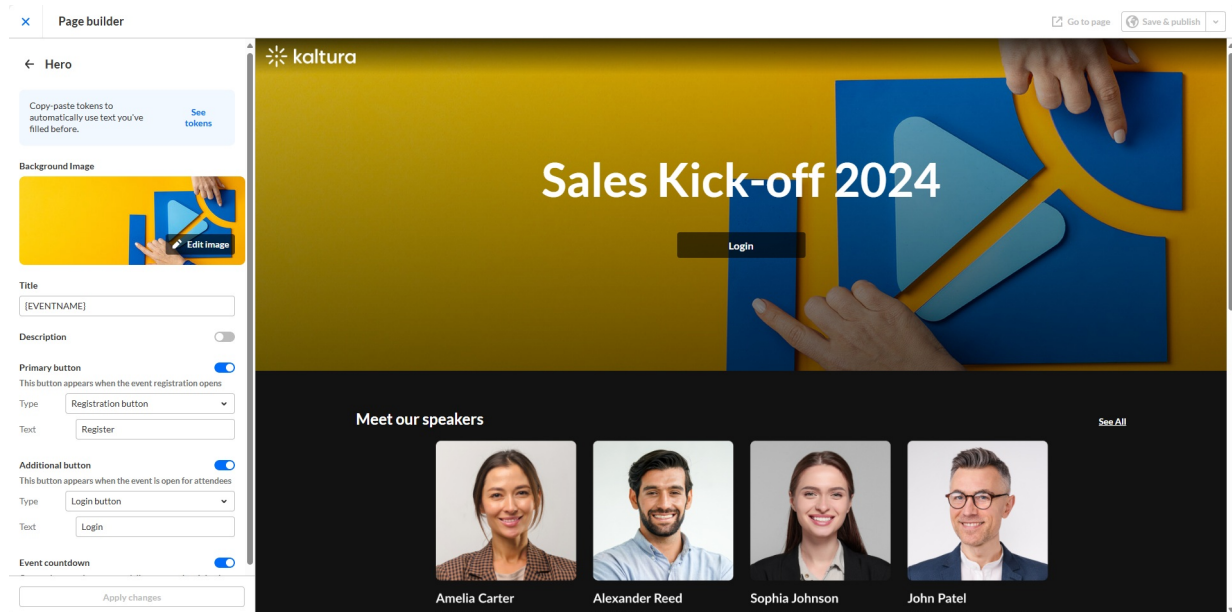 Page builder
Go to page
Save & publish
Hero
Copy-paste tokens to
automatically use text you've
filled before.
See
tokens
Background Image
Edit image
Title
{EVENTNAME}
Description
Primary button
This button appears when the event registration opens
Type
Registration button
Text
Register
Additional button
This button appears when the event is open for attendees
Type
Login button
Text
Login
Event countdown
Apply changes
kaltura
Sales Kick-off 2024
Login
Meet our speakers
See All
Amelia Carter
Alexander Reed
Sophia Johnson
John Patel